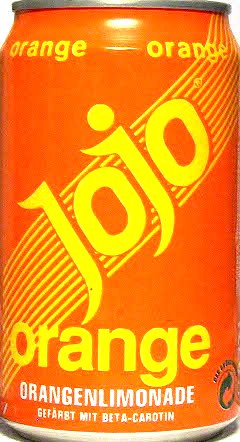 orange orange
Jojo®
orange
ORANGENLIMONADE
GEFÄRBT MIT BETA-CAROTIN